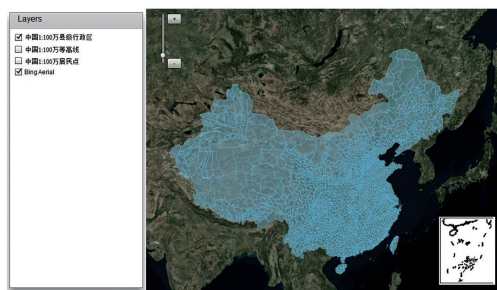 Layers
中国1:100万县级行政区
中国1:100万等高线
中国1:100万居民点
Bing Aerial